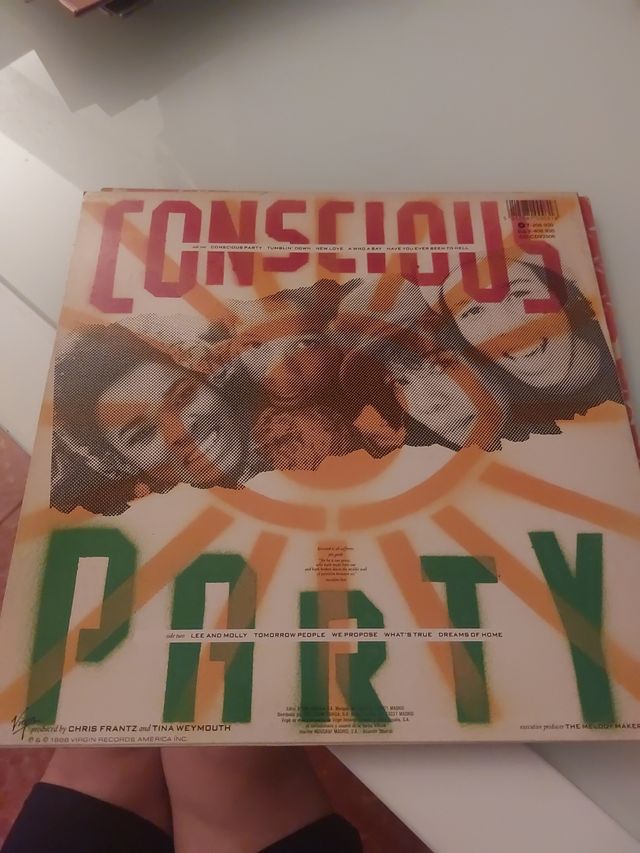 CONSCIOUS
side one CONSCIOUS PARTY TUMBLIN' DOWN NEW LOVE A WHO A SAY HAVE YOU EVER BEEN TO HELL
PARTY
side two LEE AND MOLLY TOMORROW PEOPLE WE PROPOSE WHAT'S TRUE DREAMS OF HOME
Virgin
produced by CHRIS FRANTZ and TINA WEYMOUTH
executive producer THE MELODY MAKER
℗ & © 1988 VIRGIN RECORDS AMERICA INC.